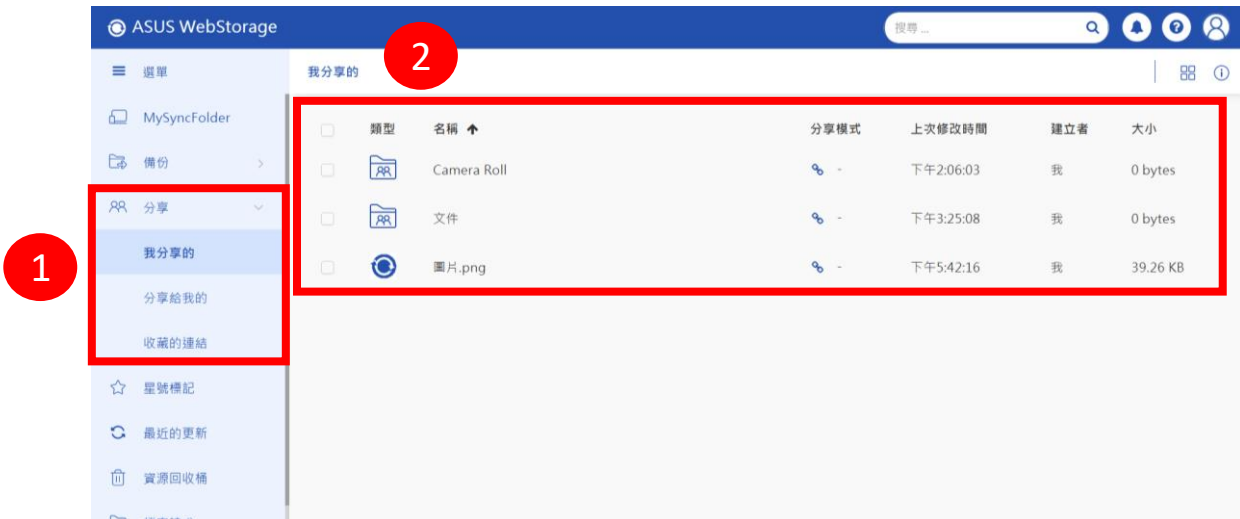 ASUS WebStorage
搜尋 ...
選單
我分享的
2
MySyncFolder
備份
分享
我分享的
分享給我的
收藏的連結
星號標記
最近的更新
資源回收桶
1
類型 名稱 分享模式 上次修改時間 建立者 大小
Camera Roll - 下午2:06:03 我 0 bytes
文件 - 下午3:25:08 我 0 bytes
圖片.png - 下午5:42:16 我 39.26 KB